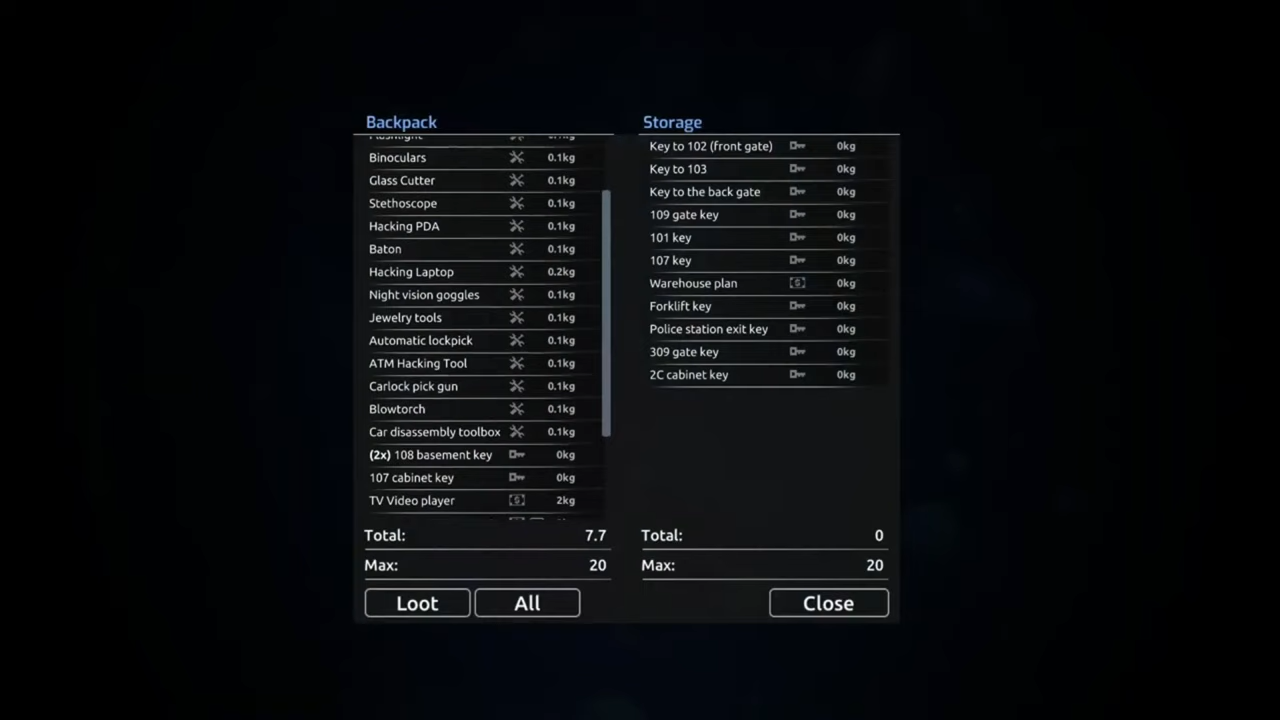 Backpack
Flashlight 0.1kg
Binoculars 0.1kg
Glass Cutter 0.1kg
Stethoscope 0.1kg
Hacking PDA 0.1kg
Baton 0.1kg
Hacking Laptop 0.2kg
Night vision goggles 0.1kg
Jewelry tools 0.1kg
Automatic lockpick 0.1kg
ATM Hacking Tool 0.1kg
Carlock pick gun 0.1kg
Blowtorch 0.1kg
Car disassembly toolbox 0.1kg
(2x) 108 basement key 0kg
107 cabinet key 0kg
TV Video player 2kg
Total: 7.7
Max: 20
Loot
All
Storage
Key to 102 (front gate) 0kg
Key to 103 0kg
Key to the back gate 0kg
109 gate key 0kg
101 key 0kg
107 key 0kg
Warehouse plan 0kg
Forklift key 0kg
Police station exit key 0kg
309 gate key 0kg
2C cabinet key 0kg
Total: 0
Max: 20
Close